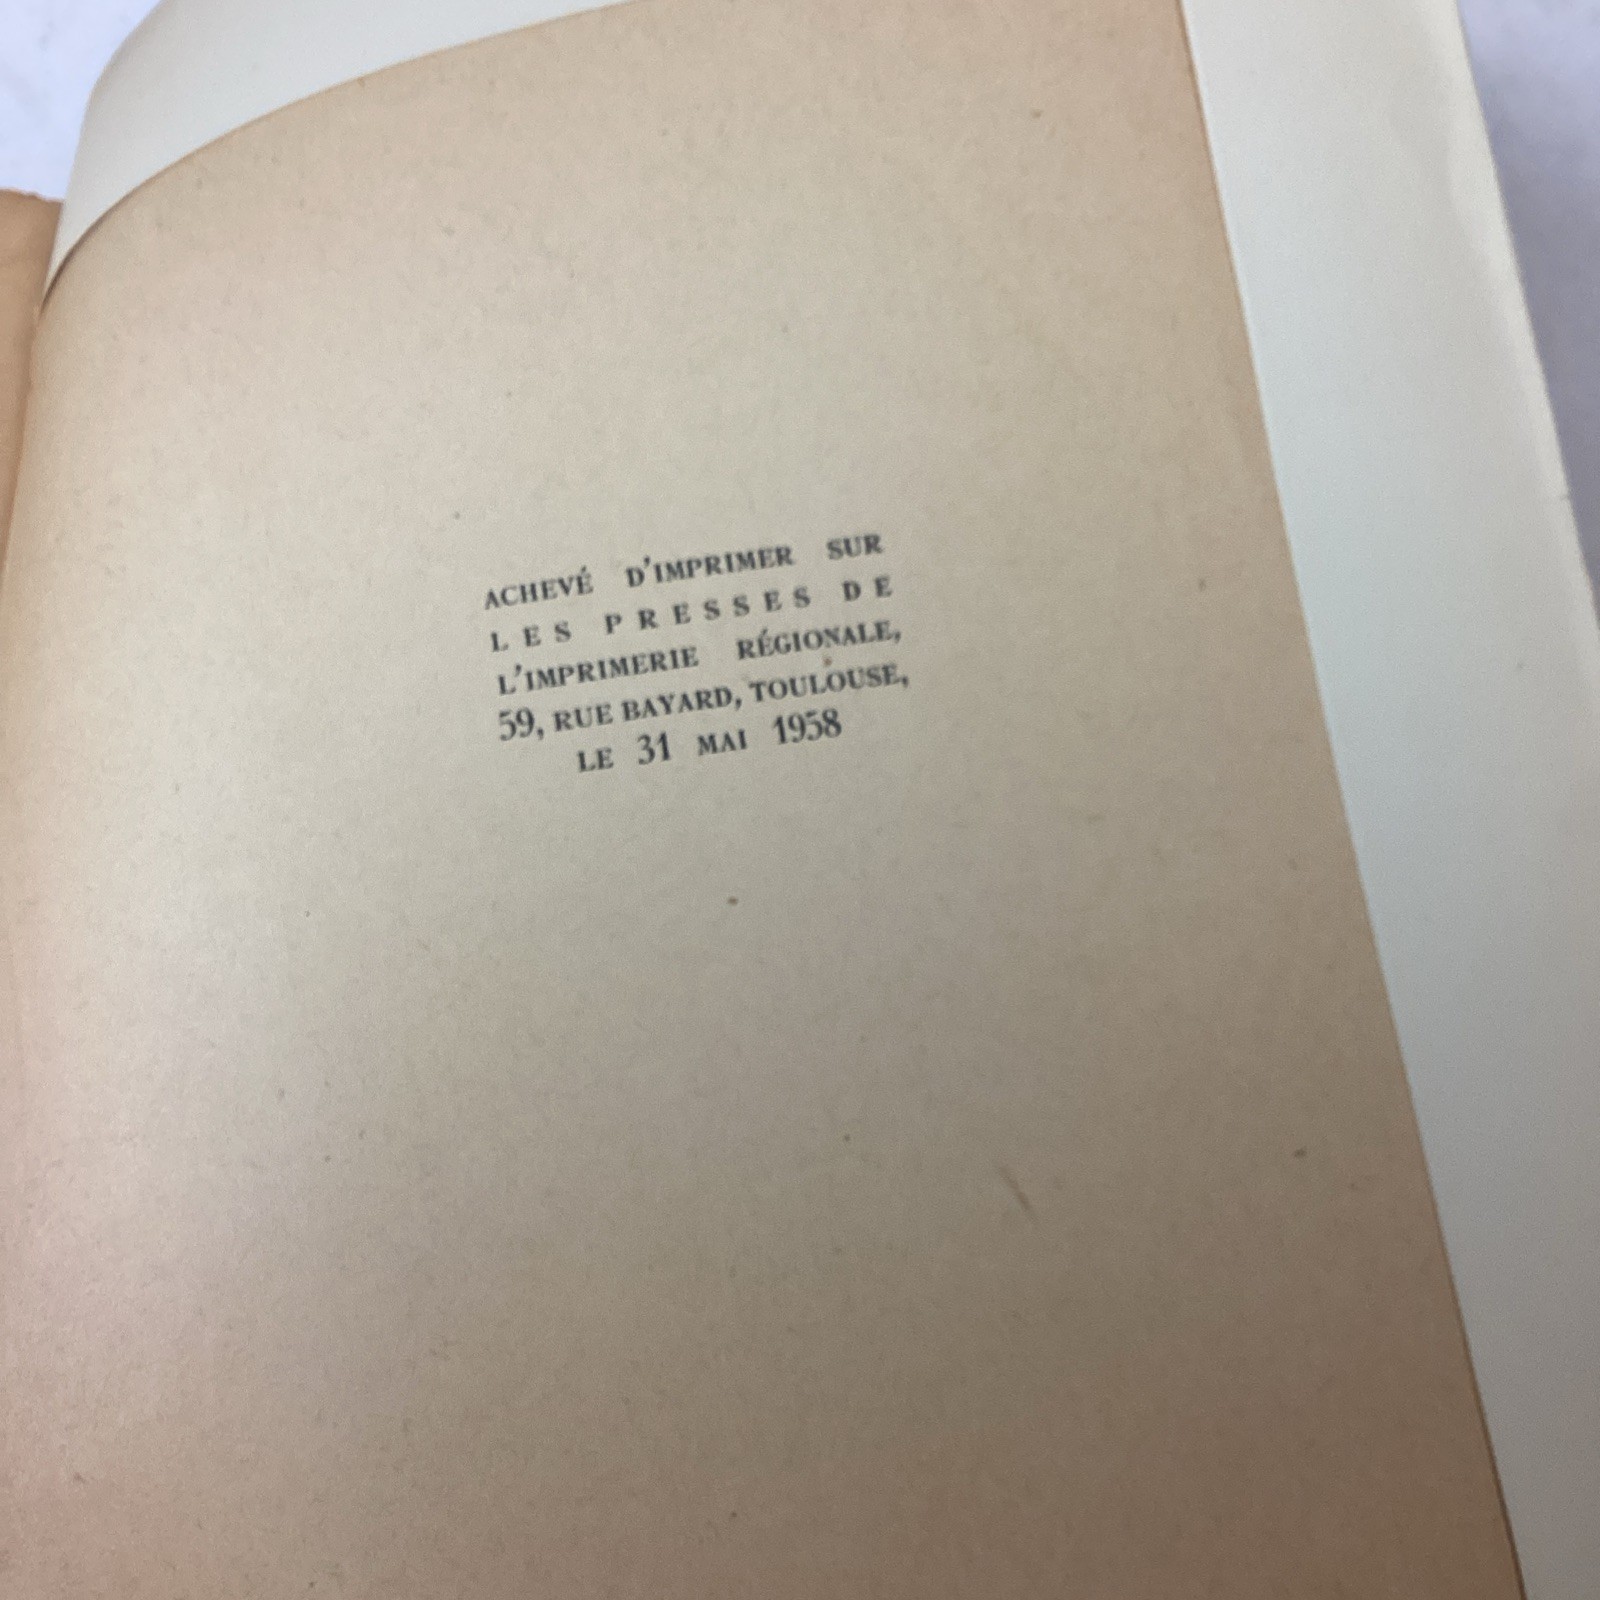 ACHEVÉ D'IMPRIMER SUR
LES PRESSES DE
L'IMPRIMERIE RÉGIONALE,
59, RUE BAYARD, TOULOUSE,
LE 31 MAI 1958